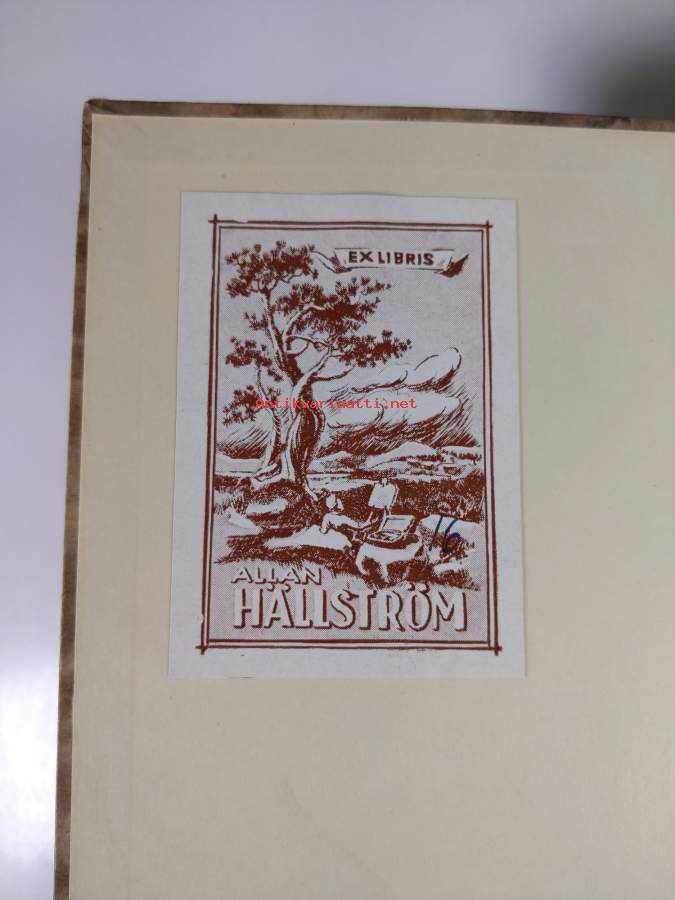 EX LIBRIS
antikvariaatti.net
16
ALLAN
HÄLLSTRÖM